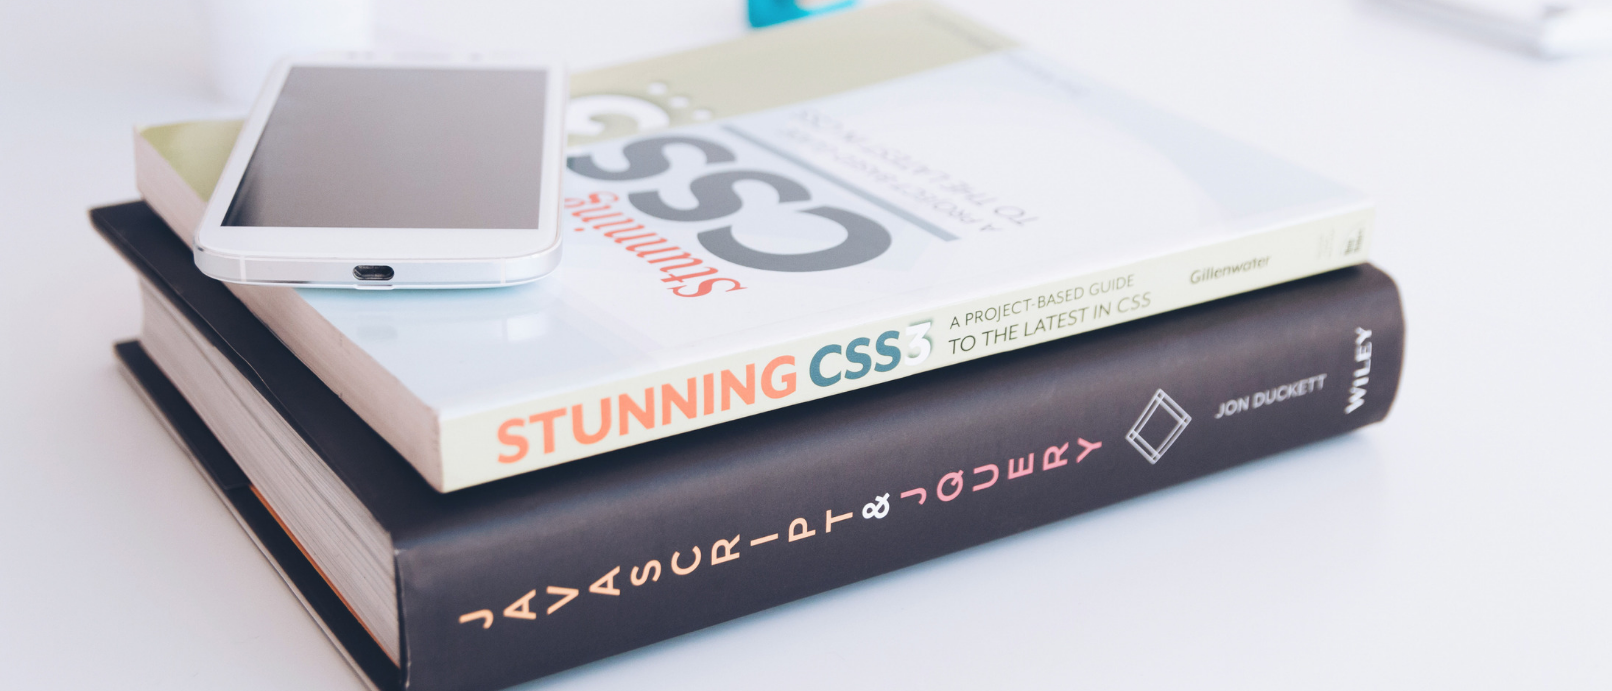 CSS3
Stunning
A PROJECT-BASED GUIDE
TO THE LATEST IN CSS
STUNNING CSS3
A PROJECT-BASED GUIDE
TO THE LATEST IN CSS
Gillenwater
JAVASCRIPT & JQUERY
JON DUCKETT
WILEY